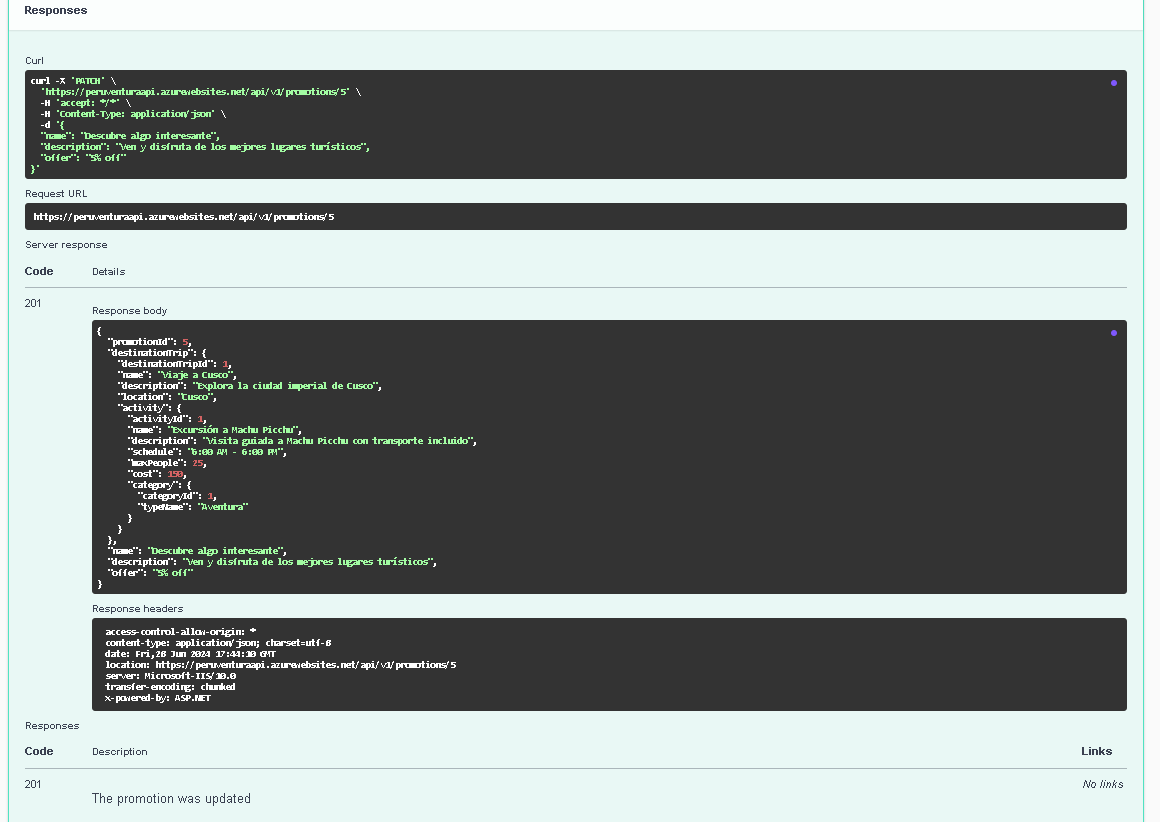 Responses
Curl
curl -X 'PATCH' \
'https://peruventuraapi.azurewebsites.net/api/v1/promotions/5' \
-H 'accept: */*' \
-H 'Content-Type: application/json' \
-d '{
"name": "Descubre algo interesante",
"description": "Ven y disfruta de los mejores lugares turísticos",
"offer": "5% off"
}'
Request URL
https://peruventuraapi.azurewebsites.net/api/v1/promotions/5
Server response
Code Details
201
Response body
{
"promotionId": 5,
"destinationTrip": {
"destinationTripId": 1,
"name": "Viaje a Cusco",
"description": "Explora la ciudad imperial de Cusco",
"location": "Cusco",
"activity": {
"activityId": 1,
"name": "Excursión a Machu Picchu",
"description": "Visita guiada a Machu Picchu con transporte incluido",
"schedule": "6:00 AM - 6:00 PM",
"maxPeople": 25,
"cost": 150,
"category": {
"categoryId": 1,
"typeName": "Aventura"
}
}
},
"name": "Descubre algo interesante",
"description": "Ven y disfruta de los mejores lugares turísticos",
"offer": "5% off"
}
Response headers
access-control-allow-origin: *
content-type: application/json; charset=utf-8
date: Fri,28 Jun 2024 17:44:10 GMT
location: https://peruventuraapi.azurewebsites.net/api/v1/promotions/5
server: Microsoft-IIS/10.0
transfer-encoding: chunked
x-powered-by: ASP.NET
Responses
Code Description Links
201 No links
The promotion was updated